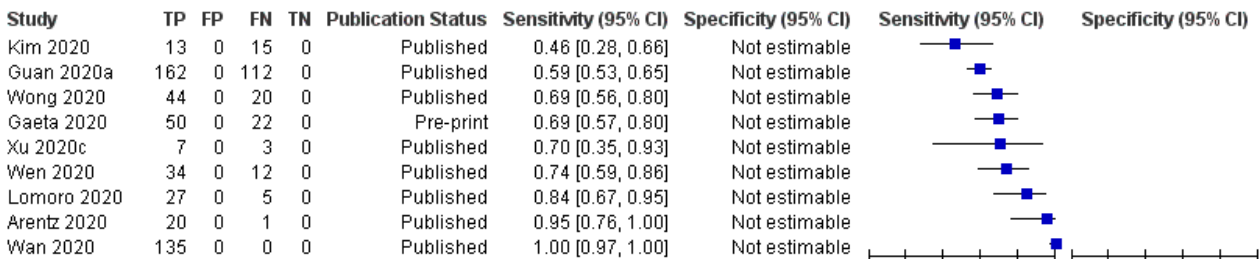 Study TP FP FN TN Publication Status Sensitivity (95% CI) Specificity (95% CI) Sensitivity (95% CI) Specificity (95% CI)
Kim 2020 13 0 15 0 Published 0.46 [0.28, 0.66] Not estimable
Guan 2020a 162 0 112 0 Published 0.59 [0.53, 0.65] Not estimable
Wong 2020 44 0 20 0 Published 0.69 [0.56, 0.80] Not estimable
Gaeta 2020 50 0 22 0 Pre-print 0.69 [0.57, 0.80] Not estimable
Xu 2020c 7 0 3 0 Published 0.70 [0.35, 0.93] Not estimable
Wen 2020 34 0 12 0 Published 0.74 [0.59, 0.86] Not estimable
Lomoro 2020 27 0 5 0 Published 0.84 [0.67, 0.95] Not estimable
Arentz 2020 20 0 1 0 Published 0.95 [0.76, 1.00] Not estimable
Wan 2020 135 0 0 0 Published 1.00 [0.97, 1.00] Not estimable